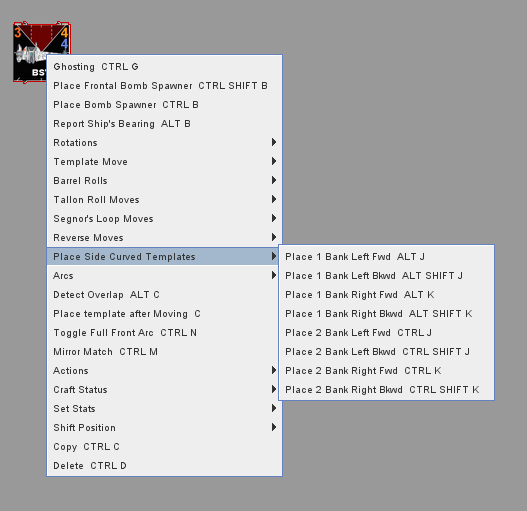 3 4
4
BS
Ghosting CTRL G
Place Frontal Bomb Spawner CTRL SHIFT B
Place Bomb Spawner CTRL B
Report Ship's Bearing ALT B
Rotations
Template Move
Barrel Rolls
Tallon Roll Moves
Segnor's Loop Moves
Reverse Moves
Place Side Curved Templates
Arcs
Detect Overlap ALT C
Place template after Moving C
Toggle Full Front Arc CTRL N
Mirror Match CTRL M
Actions
Craft Status
Set Stats
Shift Position
Copy CTRL C
Delete CTRL D
Place 1 Bank Left Fwd ALT J
Place 1 Bank Left Bkwd ALT SHIFT J
Place 1 Bank Right Fwd ALT K
Place 1 Bank Right Bkwd ALT SHIFT K
Place 2 Bank Left Fwd CTRL J
Place 2 Bank Left Bkwd CTRL SHIFT J
Place 2 Bank Right Fwd CTRL K
Place 2 Bank Right Bkwd CTRL SHIFT K